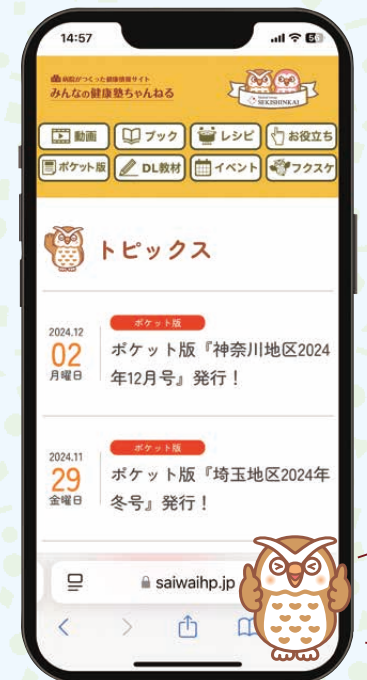 14:57
病院がつくった健康情報サイト
みんなの健康塾ちゃんねる
SEKISHINKAI
動画
ブック
レシピ
お役立ち
ポケット版
DL教材
イベント
フクスケ
トピックス
2024.12
02
月曜日
ポケット版
ポケット版『神奈川地区2024
年12月号』発行！
2024.11
29
金曜日
ポケット版
ポケット版『埼玉地区2024年
冬号』発行！
saiwaihp.jp